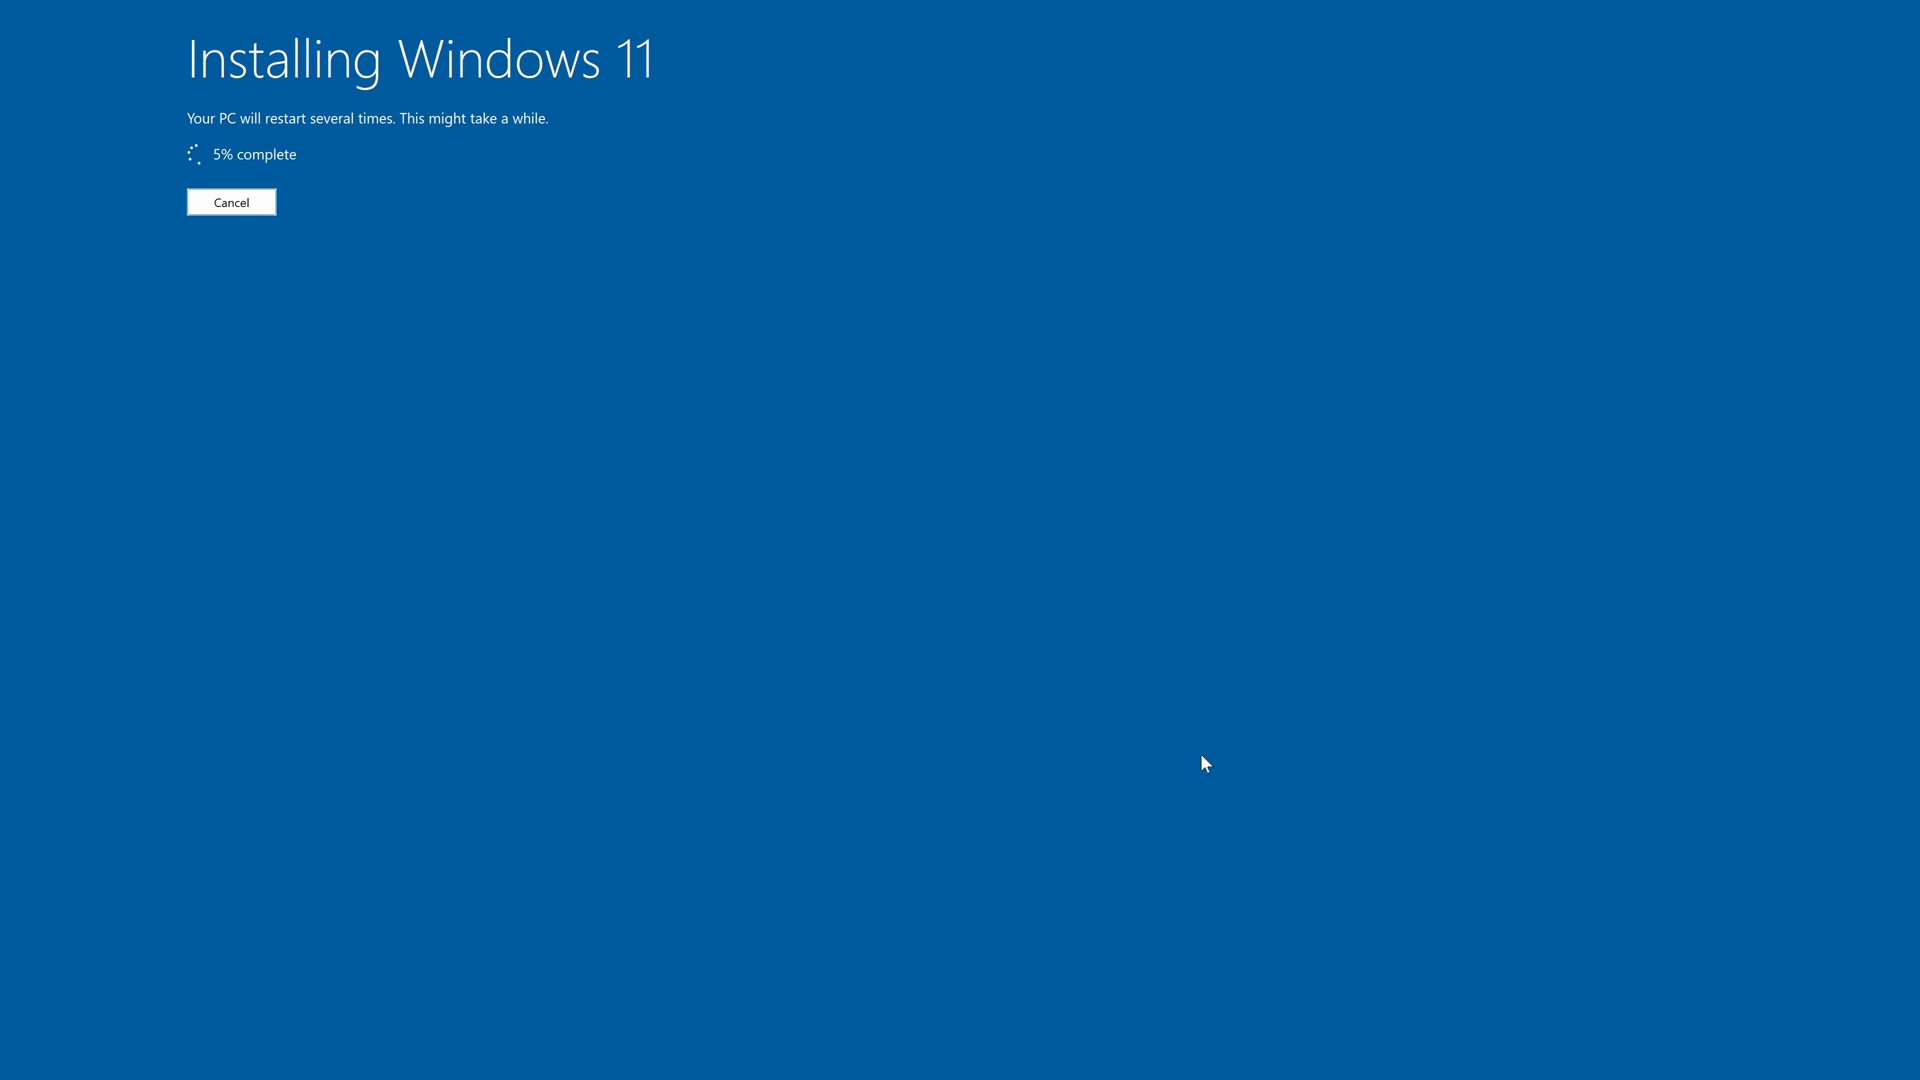 Installing Windows 11
Your PC will restart several times. This might take a while.
5% complete
Cancel